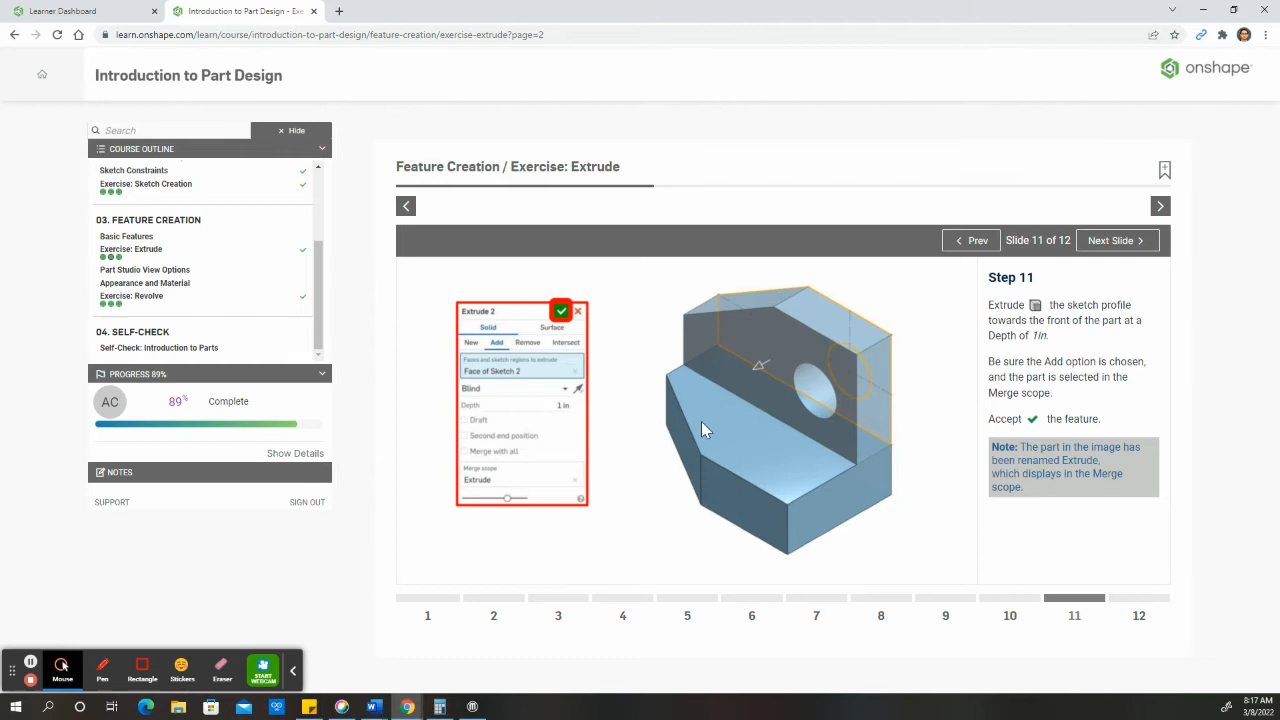 Learner Dashboard
Introduction to Part Design - Exe
learn.onshape.com/learn/course/introduction-to-part-design/feature-creation/exercise-extrude?page=2
Introduction to Part Design
onshape
Search
Hide
COURSE OUTLINE
Sketch Constraints
Exercise: Sketch Creation
03. FEATURE CREATION
Basic Features
Exercise: Extrude
Part Studio View Options
Appearance and Material
Exercise: Revolve
04. SELF-CHECK
Self-Check: Introduction to Parts
PROGRESS 89%
AC
89% Complete
Show Details
NOTES
SUPPORT
SIGN OUT
Feature Creation / Exercise: Extrude
Prev
Slide 11 of 12
Next Slide
Extrude 2
Solid
Surface
New
Add
Remove
Intersect
Faces and sketch regions to extrude
Face of Sketch 2
Blind
Depth
1 in
Draft
Second end position
Merge with all
Merge scope
Extrude
Step 11
Extrude the sketch profile
towards the front of the part at a
Depth of 1in.
Be sure the Add option is chosen,
and the part is selected in the
Merge scope.
Accept the feature.
Note: The part in the image has
been renamed Extrude,
which displays in the Merge
scope.
1
2
3
4
5
6
7
8
9
10
11
12
Mouse
Pen
Rectangle
Stickers
Eraser
START
WEBCAM
8:17 AM
3/8/2022